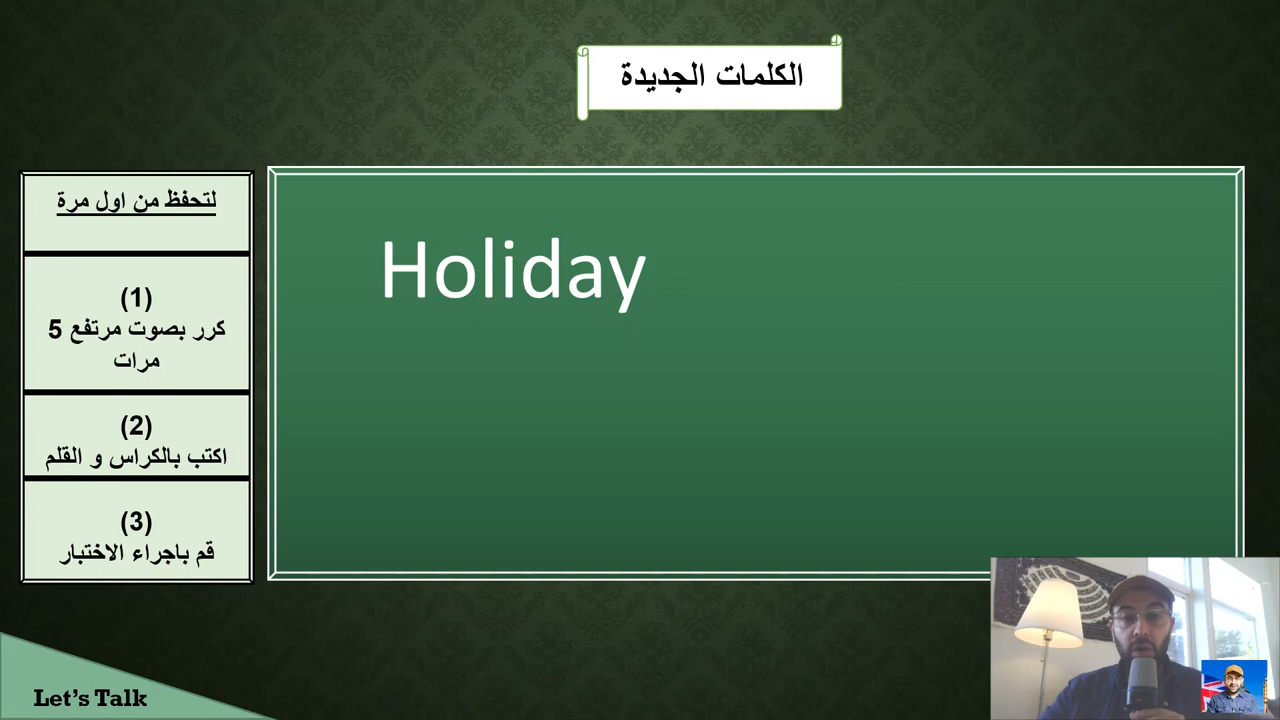 الكلمات الجديدة
لتحفظ من اول مرة
(1)
كرر بصوت مرتفع 5
مرات
(2)
اكتب بالكراس و القلم
(3)
قم باجراء الاختبار
Holiday
Let's Talk